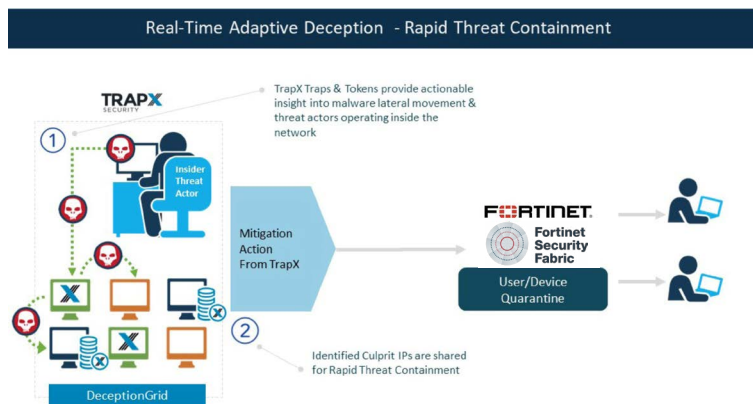 Real-Time Adaptive Deception - Rapid Threat Containment
TRAPX
SECURITY
1
TrapX Traps & Tokens provide actionable
insight into malware lateral movement &
threat actors operating inside the
network
Insider
Threat
Actor
Mitigation
Action
From TrapX
FORTINET
Fortinet
Security
Fabric
User/Device
Quarantine
X
X
X
X
2
Identified Culprit IPs are shared
for Rapid Threat Containment
DeceptionGrid